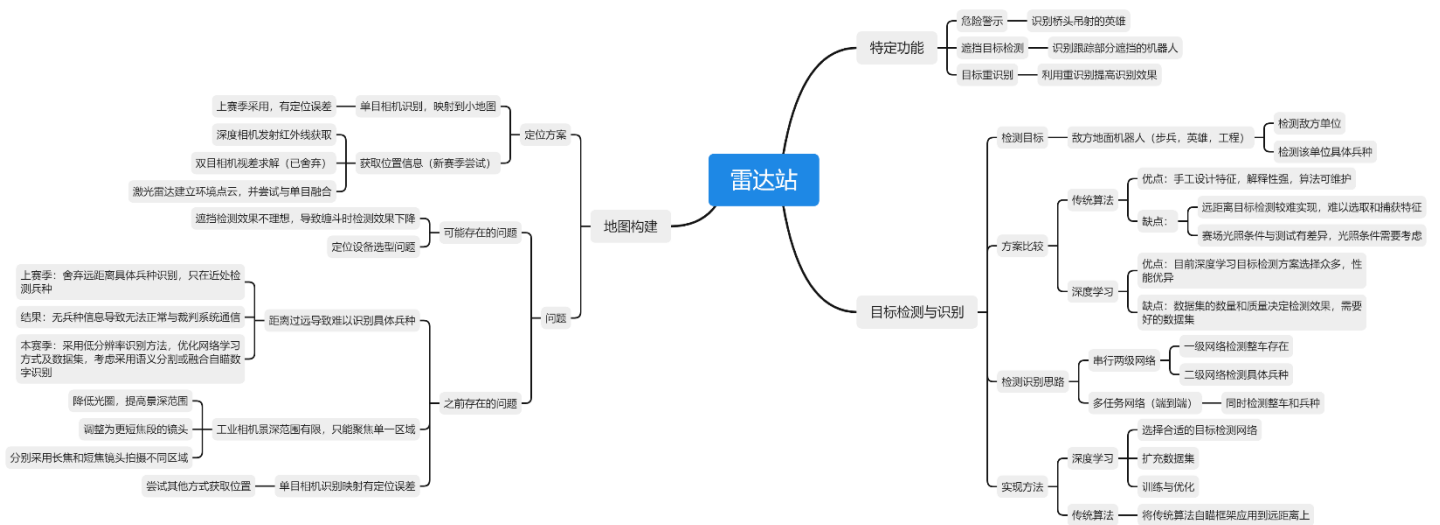 雷达站
特定功能
危险警示
识别桥头吊射的英雄
遮挡目标检测
识别跟踪部分遮挡的机器人
目标重识别
利用重识别提高识别效果
目标检测与识别
检测目标
敌方地面机器人（步兵，英雄，工程）
检测敌方单位
检测该单位具体兵种
方案比较
传统算法
优点：手工设计特征，解释性强，算法可维护
缺点：
远距离目标检测较难实现，难以选取和捕获特征
赛场光照条件与测试有差异，光照条件需要考虑
深度学习
优点：目前深度学习目标检测方案选择众多，性
能优异
缺点：数据集的数量和质量决定检测效果，需要
好的数据集
检测识别思路
串行两级网络
一级网络检测整车存在
二级网络检测具体兵种
多任务网络（端到端）
同时检测整车和兵种
实现方法
深度学习
选择合适的目标检测网络
扩充数据集
训练与优化
传统算法
将传统算法自瞄框架应用到远距离上
地图构建
定位方案
单目相机识别，映射到小地图
上赛季采用，有定位误差
获取位置信息（新赛季尝试）
深度相机发射红外线获取
双目相机视差求解（已舍弃）
激光雷达建立环境点云，并尝试与单目融合
问题
可能存在的问题
遮挡检测效果不理想，导致缠斗时检测效果下降
定位设备选型问题
之前存在的问题
距离过远导致难以识别具体兵种
上赛季：舍弃远距离具体兵种识别，只在近处检
测兵种
结果：无兵种信息导致无法正常与裁判系统通信
本赛季：采用低分辨率识别方法，优化网络学习
方式及数据集，考虑采用语义分割或融合自瞄数
字识别
工业相机景深范围有限，只能聚焦单一区域
降低光圈，提高景深范围
调整为更短焦段的镜头
分别采用长焦和短焦镜头拍摄不同区域
单目相机识别映射有定位误差
尝试其他方式获取位置